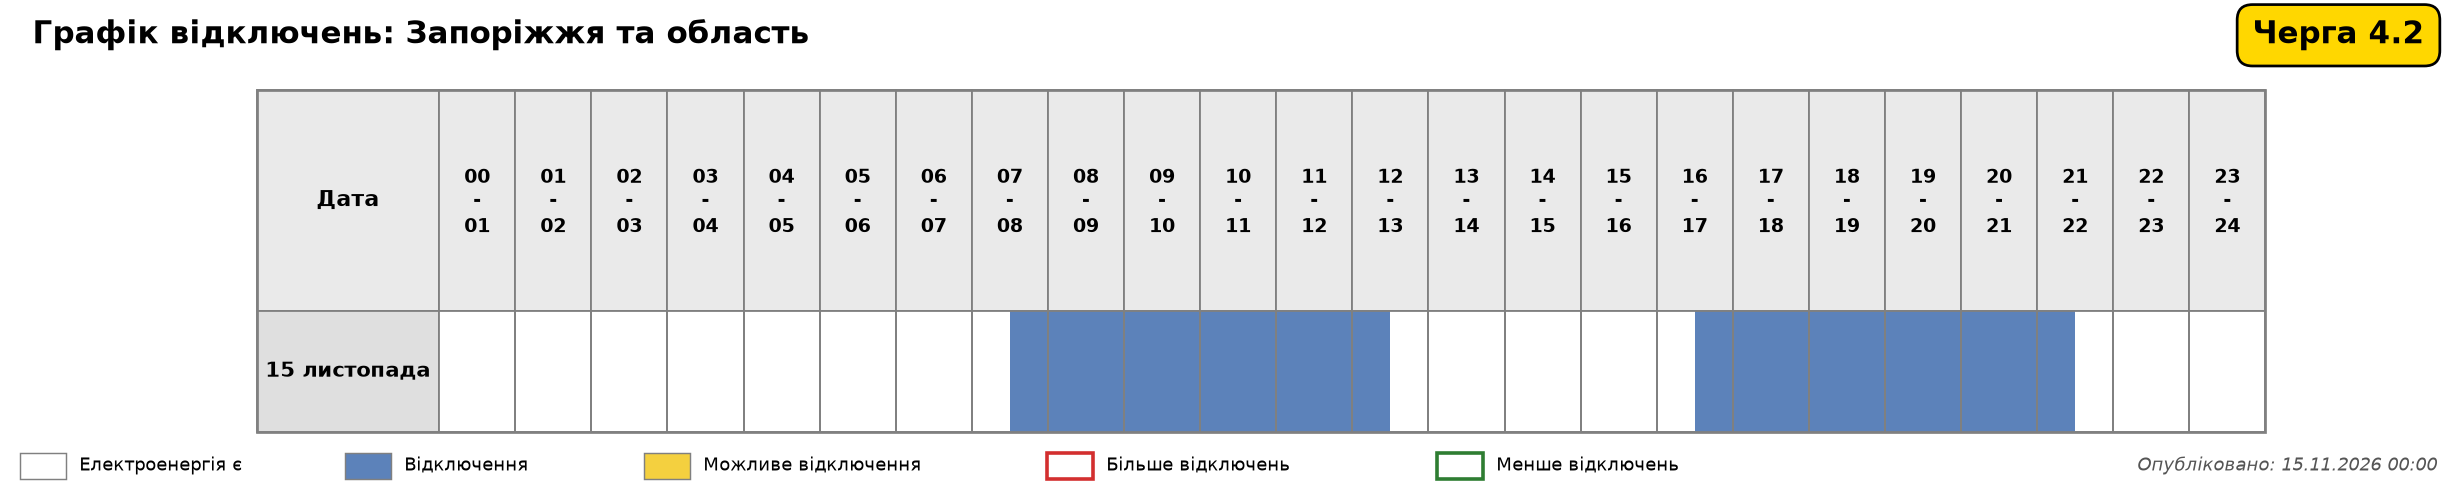 Графік відключень: Запоріжжя та область
Черга 4.2
Дата
00 - 01
01 - 02
02 - 03
03 - 04
04 - 05
05 - 06
06 - 07
07 - 08
08 - 09
09 - 10
10 - 11
11 - 12
12 - 13
13 - 14
14 - 15
15 - 16
16 - 17
17 - 18
18 - 19
19 - 20
20 - 21
21 - 22
22 - 23
23 - 24
15 листопада
Електроенергія є
Відключення
Можливе відключення
Більше відключень
Менше відключень
Опубліковано: 15.11.2026 00:00